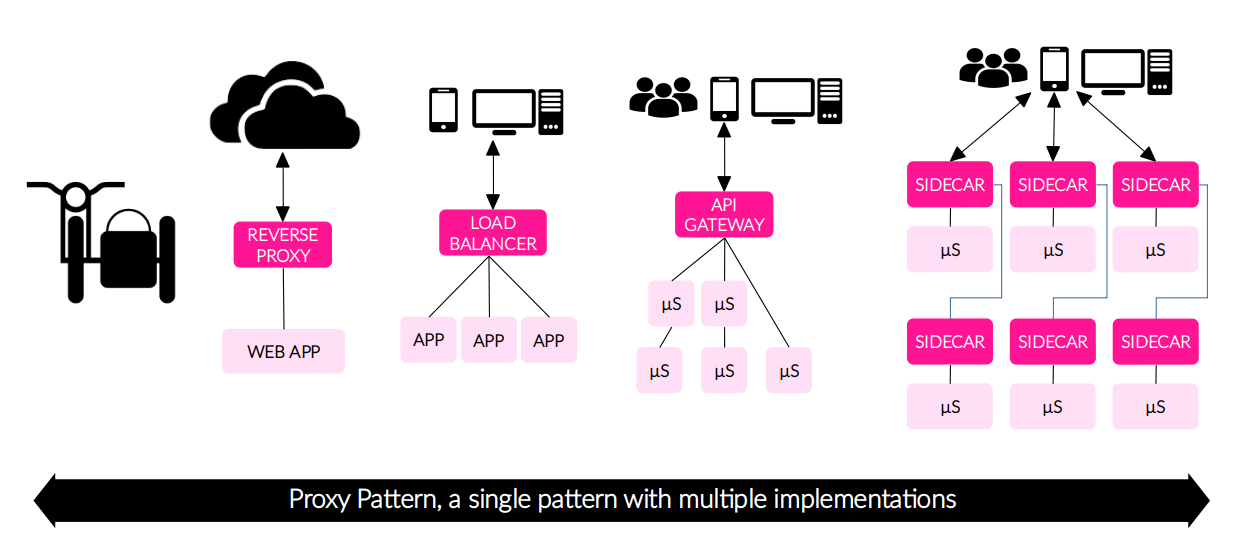 REVERSE
PROXY
WEB APP
LOAD
BALANCER
APP
APP
APP
API
GATEWAY
µS
µS
µS
µS
µS
SIDECAR
SIDECAR
SIDECAR
µS
µS
µS
SIDECAR
SIDECAR
SIDECAR
µS
µS
µS
Proxy Pattern, a single pattern with multiple implementations